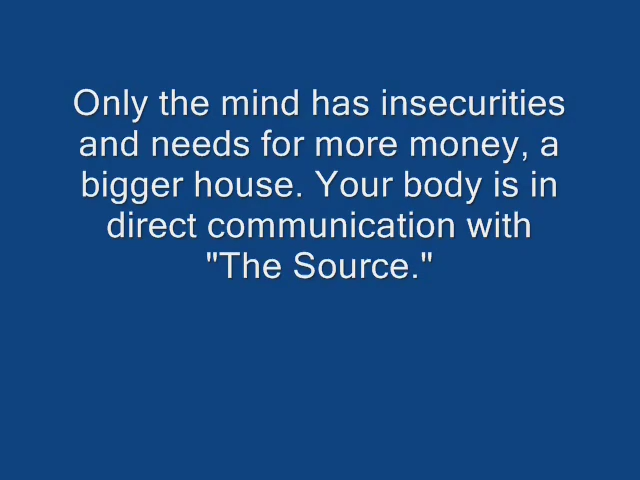 Only the mind has insecurities
and needs for more money, a
bigger house. Your body is in
direct communication with
"The Source."